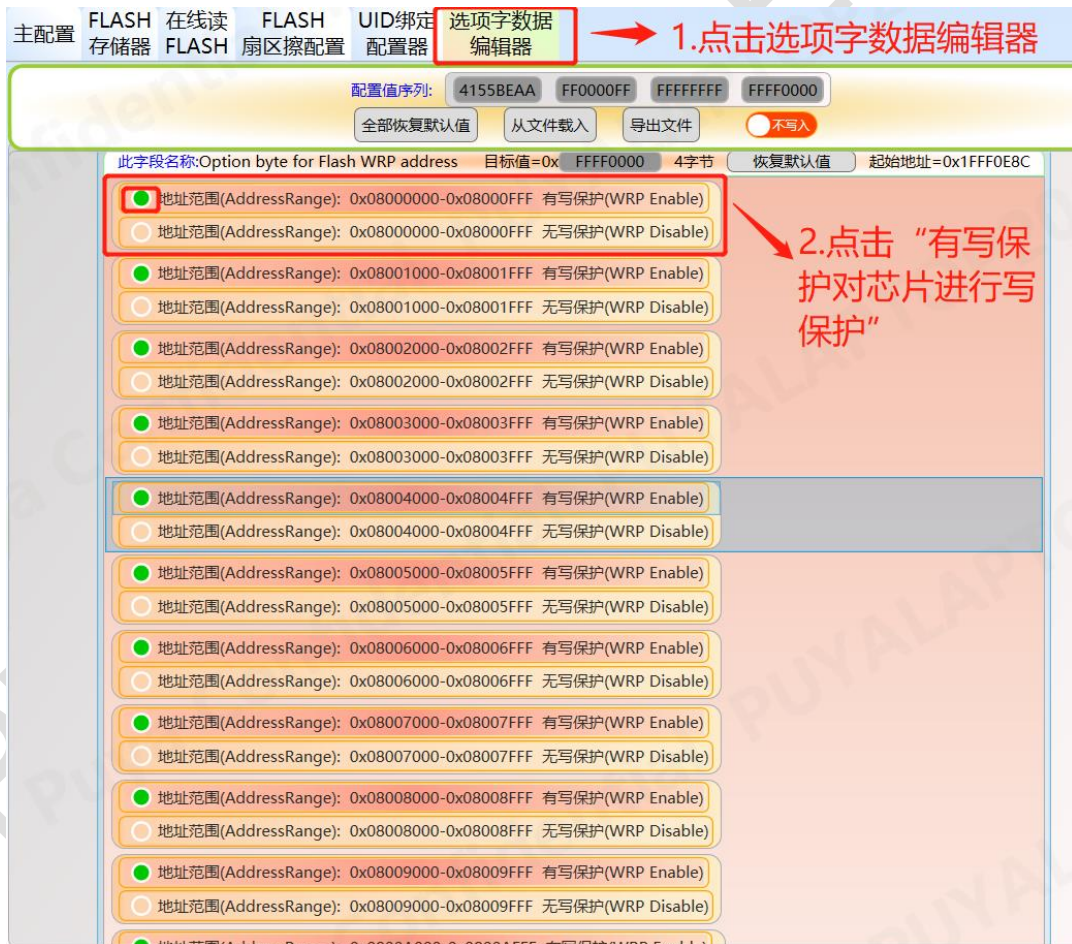 主配置
FLASH
存储器
在线读
FLASH
FLASH
扇区擦配置
UID绑定
配置器
选项字数据
编辑器
1.点击选项字数据编辑器
配置值序列: 4155BEAA FF0000FF FFFFFFFF FFFF0000
全部恢复默认值 从文件载入 导出文件 不写入
此字段名称:Option byte for Flash WRP address 目标值=0x FFFF0000 4字节 恢复默认值 起始地址=0x1FFF0E8C
地址范围(AddressRange): 0x08000000-0x08000FFF 有写保护(WRP Enable)
地址范围(AddressRange): 0x08000000-0x08000FFF 无写保护(WRP Disable)
2.点击“有写保
护对芯片进行写
保护”
地址范围(AddressRange): 0x08001000-0x08001FFF 有写保护(WRP Enable)
地址范围(AddressRange): 0x08001000-0x08001FFF 无写保护(WRP Disable)
地址范围(AddressRange): 0x08002000-0x08002FFF 有写保护(WRP Enable)
地址范围(AddressRange): 0x08002000-0x08002FFF 无写保护(WRP Disable)
地址范围(AddressRange): 0x08003000-0x08003FFF 有写保护(WRP Enable)
地址范围(AddressRange): 0x08003000-0x08003FFF 无写保护(WRP Disable)
地址范围(AddressRange): 0x08004000-0x08004FFF 有写保护(WRP Enable)
地址范围(AddressRange): 0x08004000-0x08004FFF 无写保护(WRP Disable)
地址范围(AddressRange): 0x08005000-0x08005FFF 有写保护(WRP Enable)
地址范围(AddressRange): 0x08005000-0x08005FFF 无写保护(WRP Disable)
地址范围(AddressRange): 0x08006000-0x08006FFF 有写保护(WRP Enable)
地址范围(AddressRange): 0x08006000-0x08006FFF 无写保护(WRP Disable)
地址范围(AddressRange): 0x08007000-0x08007FFF 有写保护(WRP Enable)
地址范围(AddressRange): 0x08007000-0x08007FFF 无写保护(WRP Disable)
地址范围(AddressRange): 0x08008000-0x08008FFF 有写保护(WRP Enable)
地址范围(AddressRange): 0x08008000-0x08008FFF 无写保护(WRP Disable)
地址范围(AddressRange): 0x08009000-0x08009FFF 有写保护(WRP Enable)
地址范围(AddressRange): 0x08009000-0x08009FFF 无写保护(WRP Disable)